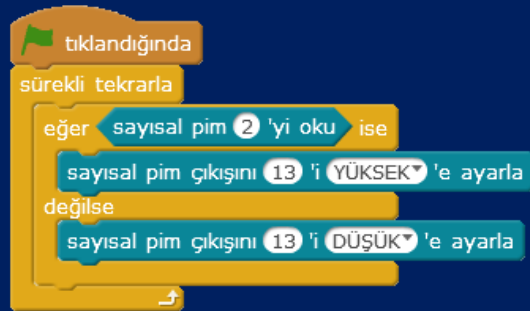 tıklandığında
sürekli tekrarla
eğer sayısal pim 2 'yi oku ise
sayısal pim çıkışını 13 'i YÜKSEK 'e ayarla
değilse
sayısal pim çıkışını 13 'i DÜŞÜK 'e ayarla